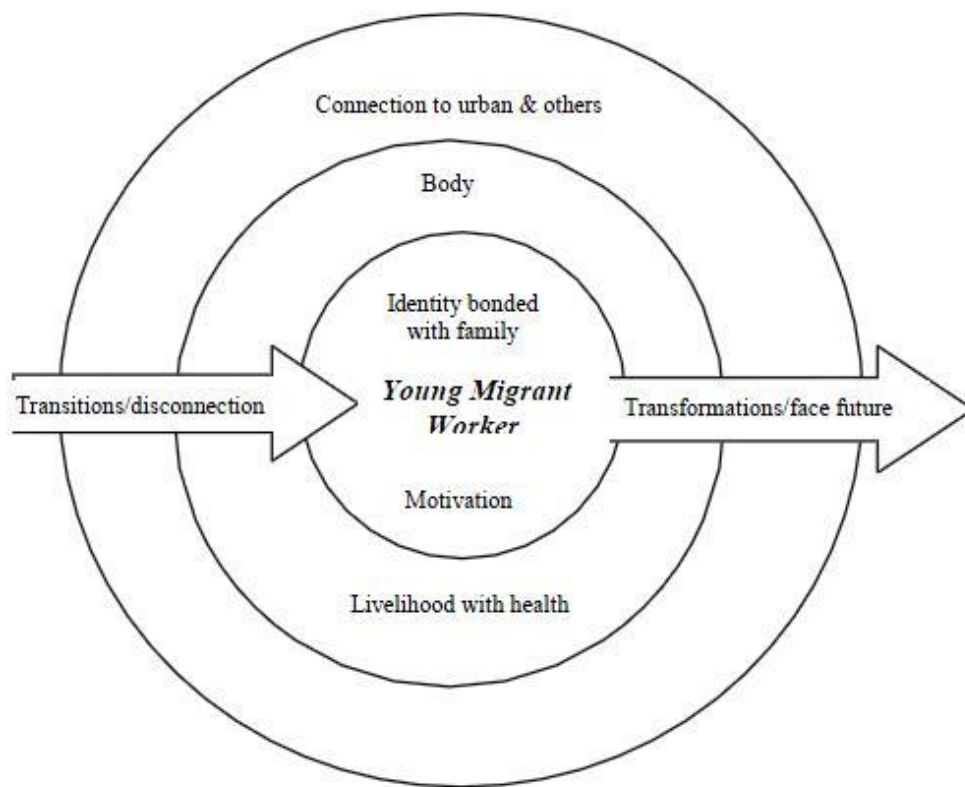 Connection to urban & others
Body
Identity bonded
with family
Young Migrant
Worker
Transitions/disconnection
Transformations/face future
Motivation
Livelihood with health